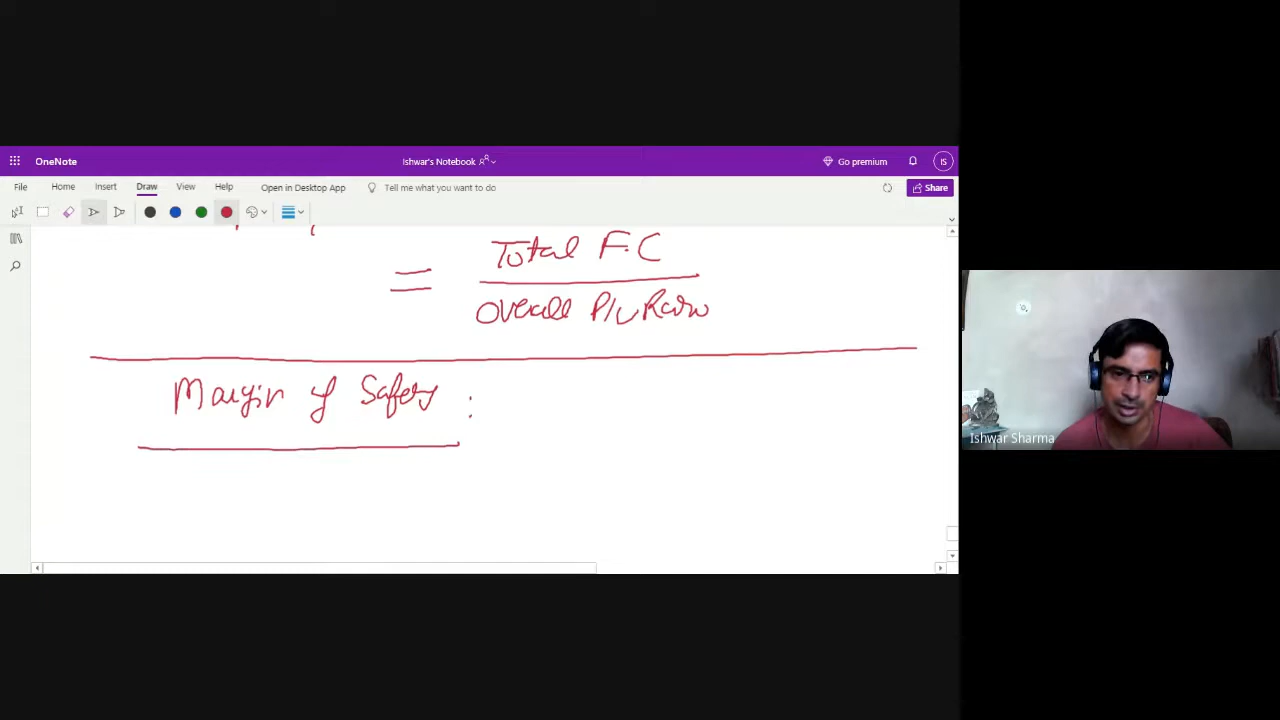 OneNote
Ishwar's Notebook
Go premium
IS
File Home Insert Draw View Help Open in Desktop App Tell me what you want to do
Share
= Total F.C
Overall P/V Ratio
Margin of Safety :
Ishwar Sharma